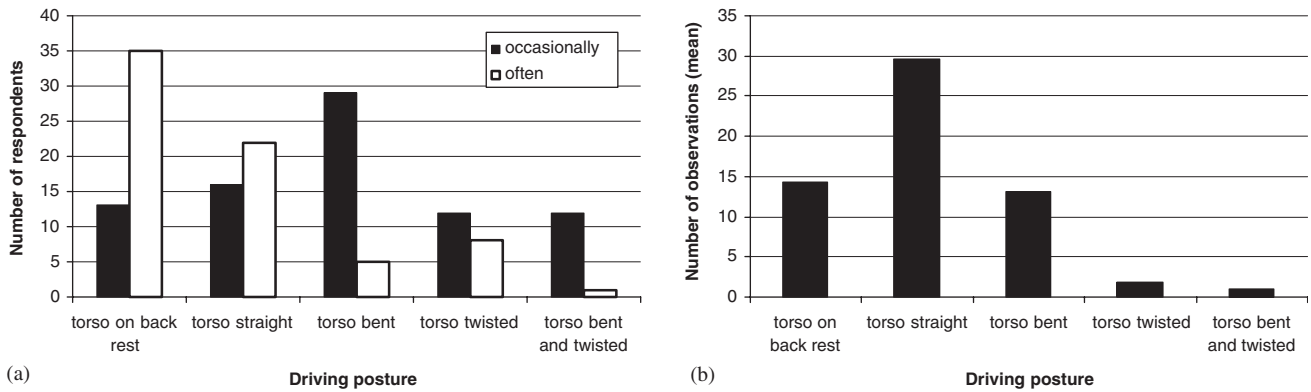 Number of respondents
40
35
30
25
20
15
10
5
0
occasionally
often
torso on back rest
torso straight
torso bent
torso twisted
torso bent and twisted
(a)
Driving posture
Number of observations (mean)
35
30
25
20
15
10
5
0
torso on back rest
torso straight
torso bent
torso twisted
torso bent and twisted
(b)
Driving posture